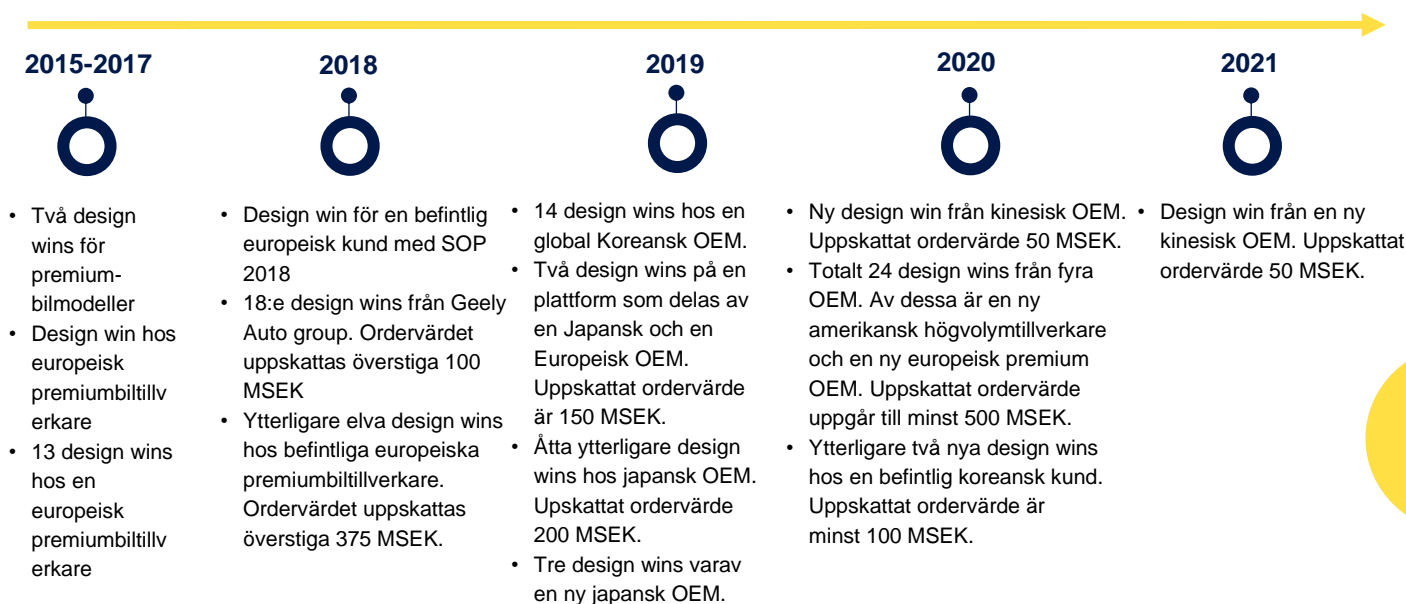 2015-2017
• Två design
wins för
premium-
bilmodeller
• Design win hos
europeisk
premiumbiltillv
erkare
• 13 design wins
hos en
europeisk
premiumbiltillv
erkare
2018
• Design win för en befintlig
europeisk kund med SOP
2018
• 18:e design wins från Geely
Auto group. Ordervärdet
uppskattas överstiga 100
MSEK
• Ytterligare elva design wins
hos befintliga europeiska
premiumbiltillverkare.
Ordervärdet uppskattas
överstiga 375 MSEK.
2019
• 14 design wins hos en
global Koreansk OEM.
• Två design wins på en
plattform som delas av
en Japansk och en
Europeisk OEM.
Uppskattat ordervärde
är 150 MSEK.
• Åtta ytterligare design
wins hos japansk OEM.
Upskattat ordervärde
200 MSEK.
• Tre design wins varav
en ny japansk OEM.
2020
• Ny design win från kinesisk OEM.
Uppskattat ordervärde 50 MSEK.
• Totalt 24 design wins från fyra
OEM. Av dessa är en ny
amerikansk högvolymtillverkare
och en ny europeisk premium
OEM. Uppskattat ordervärde
uppgår till minst 500 MSEK.
• Ytterligare två nya design wins
hos en befintlig koreansk kund.
Uppskattat ordervärde är
minst 100 MSEK.
2021
• Design win från en ny
kinesisk OEM. Uppskattat
ordervärde 50 MSEK.